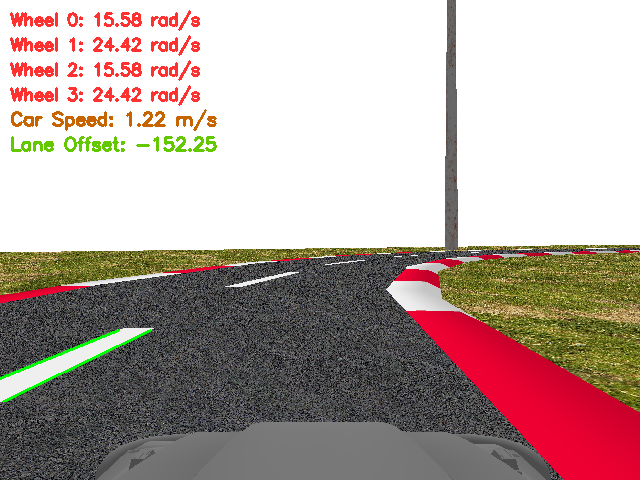 Wheel 0: 15.58 rad/s
Wheel 1: 24.42 rad/s
Wheel 2: 15.58 rad/s
Wheel 3: 24.42 rad/s
Car Speed: 1.22 m/s
Lane Offset: -152.25